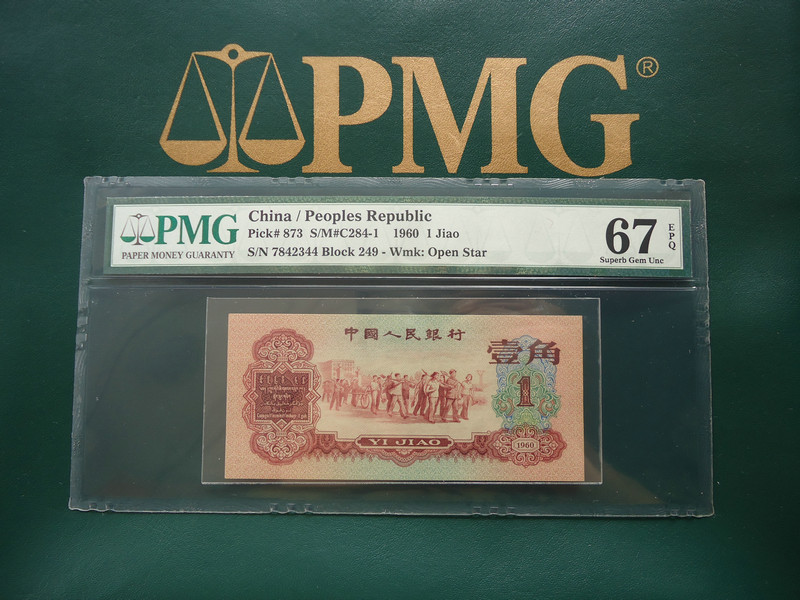 PMG®
PMG
PAPER MONEY GUARANTY
China / Peoples Republic
Pick# 873 S/M#C284-1 1960 1 Jiao
S/N 7842344 Block 249 - Wmk: Open Star
67
EPQ
Superb Gem Unc
中國人民銀行
壹角
1
YI JIAO
1960